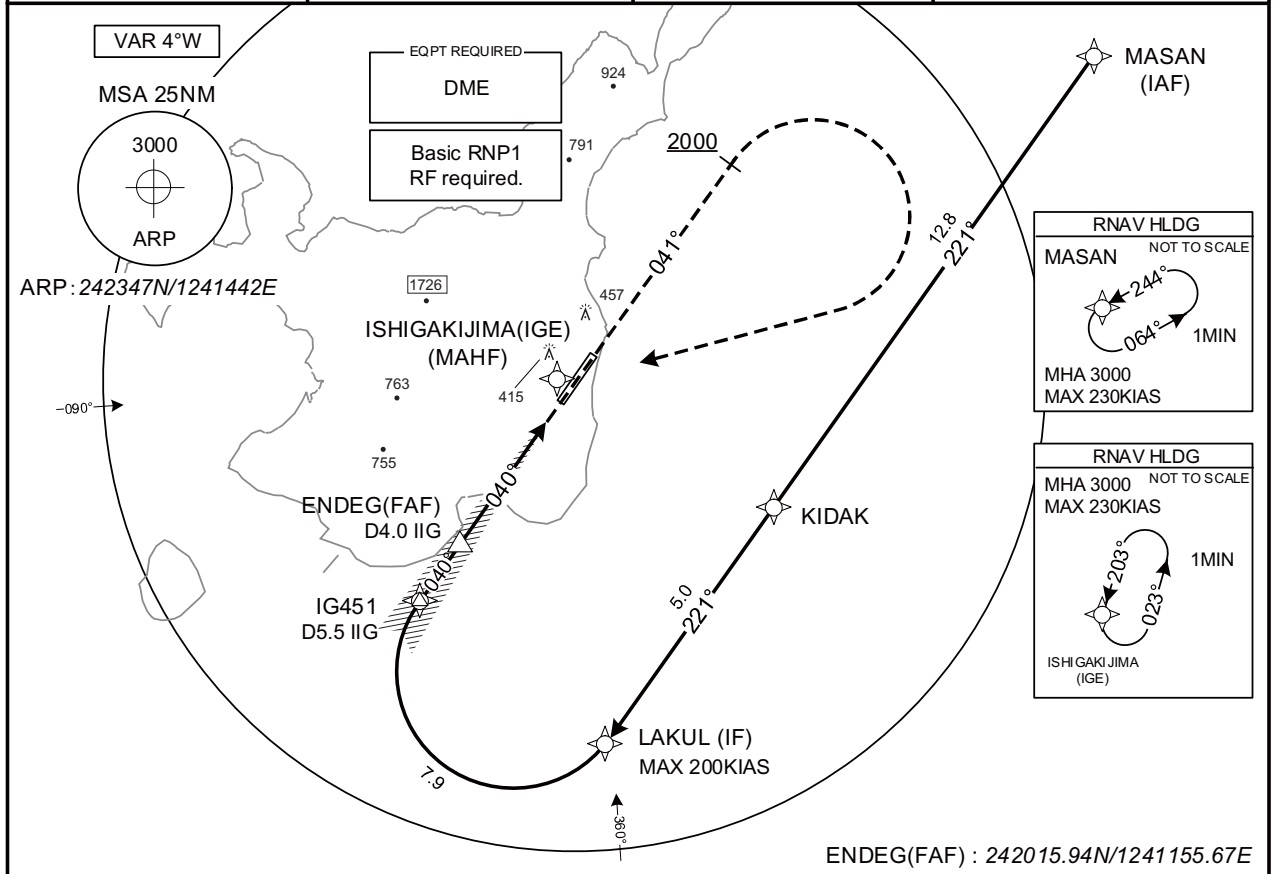 VAR 4°W
MSA 25NM
3000
ARP
ARP: 242347N/1241442E
EQPT REQUIRED
DME
Basic RNP1
RF required.
924
791
2000
MASAN
(IAF)
12.8
221°
041°
1726
457
ISHIGAKIJIMA(IGE)
(MAHF)
415
763
755
090°
040°
ENDEG(FAF)
D4.0 IIG
040°
IG451
D5.5 IIG
KIDAK
5.0
221°
LAKUL (IF)
MAX 200KIAS
7.9
360°
RNAV HLDG
NOT TO SCALE
MASAN
244°
064°
1MIN
MHA 3000
MAX 230KIAS
RNAV HLDG
NOT TO SCALE
MHA 3000
MAX 230KIAS
203°
023°
1MIN
ISHIGAKIJIMA
(IGE)
ENDEG(FAF) : 242015.94N/1241155.67E